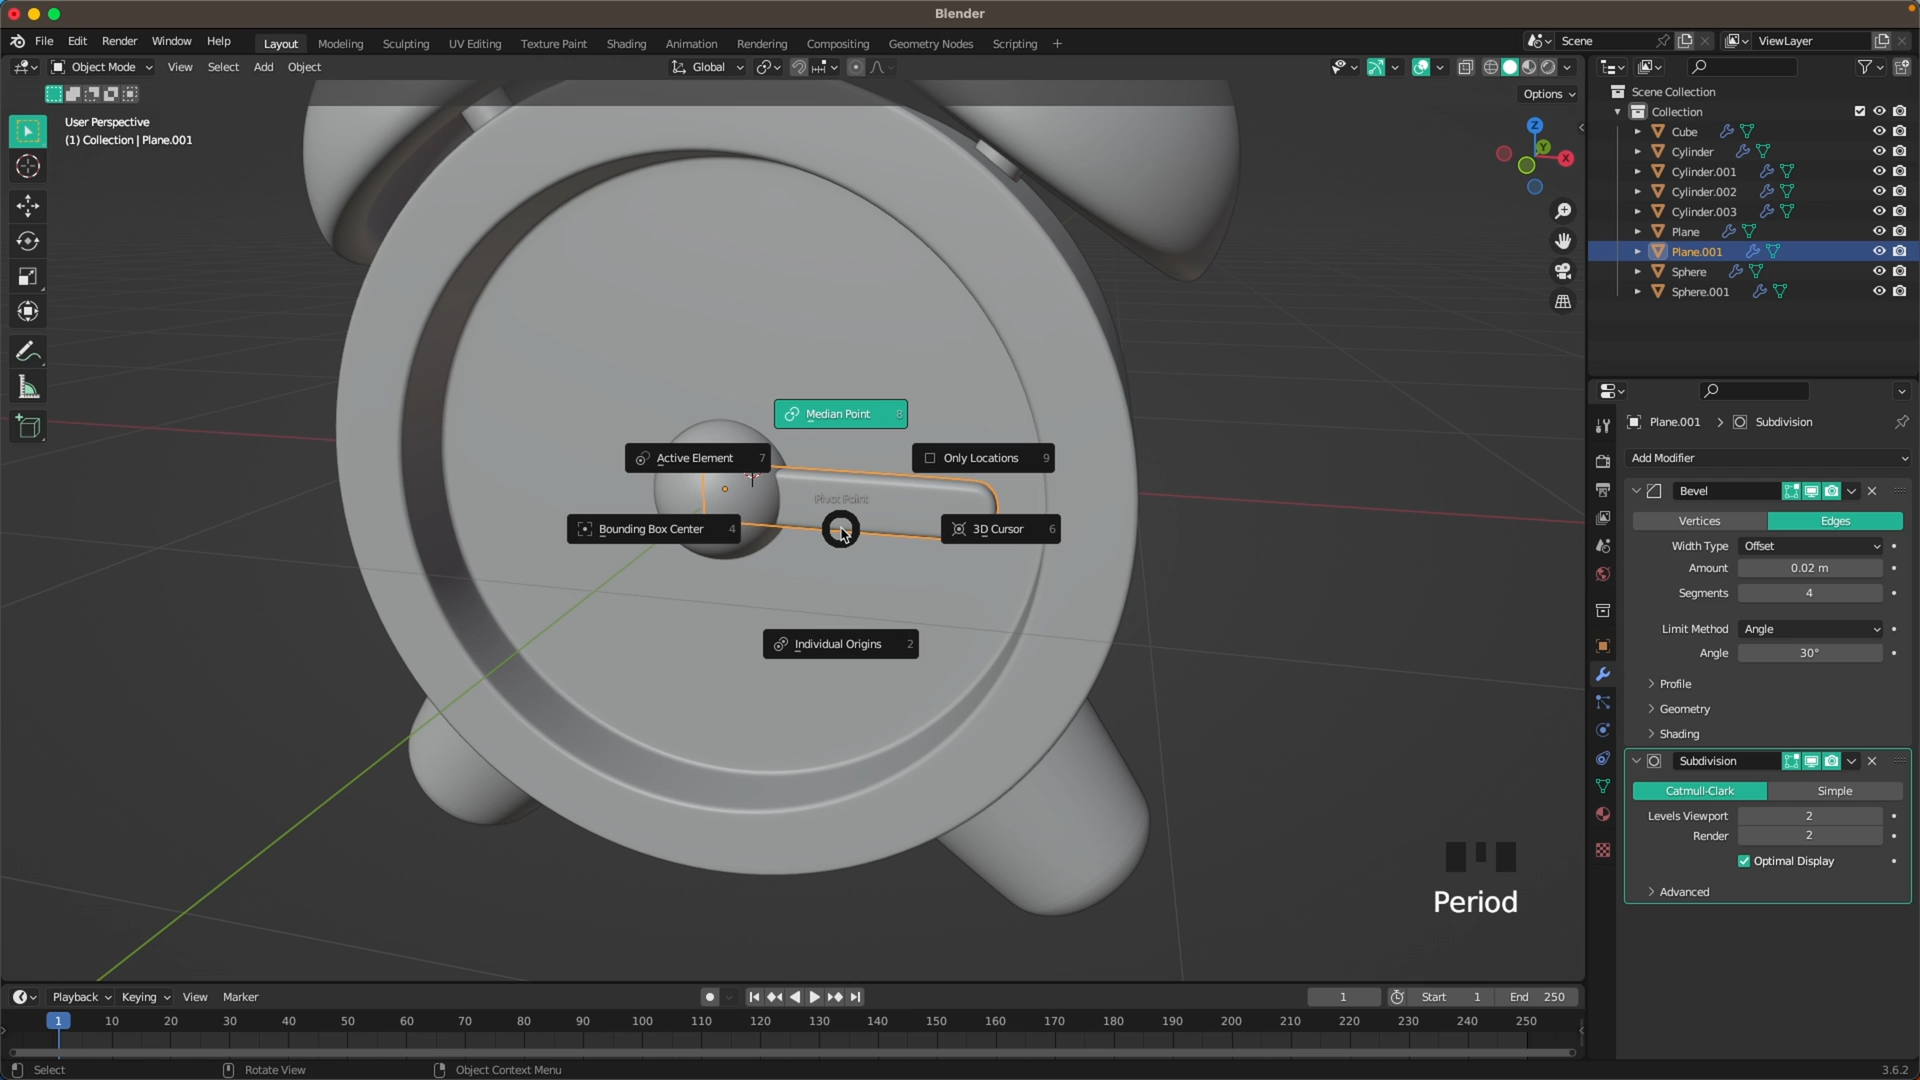 Blender
File Edit Render Window Help
Layout Modeling Sculpting UV Editing Texture Paint Shading Animation Rendering Compositing Geometry Nodes Scripting +
Scene
ViewLayer
Object Mode View Select Add Object
Global
Options
User Perspective
(1) Collection | Plane.001
Z
Y
X
Scene Collection
Collection
Cube
Cylinder
Cylinder.001
Cylinder.002
Cylinder.003
Plane
Plane.001
Sphere
Sphere.001
Median Point 8
Active Element 7
Only Locations 9
Pivot Point
Bounding Box Center 4
3D Cursor 6
Individual Origins 2
Period
Plane.001 > Subdivision
Add Modifier
Bevel
Vertices Edges
Width Type Offset
Amount 0.02 m
Segments 4
Limit Method Angle
Angle 30°
Profile
Geometry
Shading
Subdivision
Catmull-Clark Simple
Levels Viewport 2
Render 2
Optimal Display
Advanced
Playback Keying View Marker
1
Start 1
End 250
1 10 20 30 40 50 60 70 80 90 100 110 120 130 140 150 160 170 180 190 200 210 220 230 240 250
Select
Rotate View
Object Context Menu
3.6.2